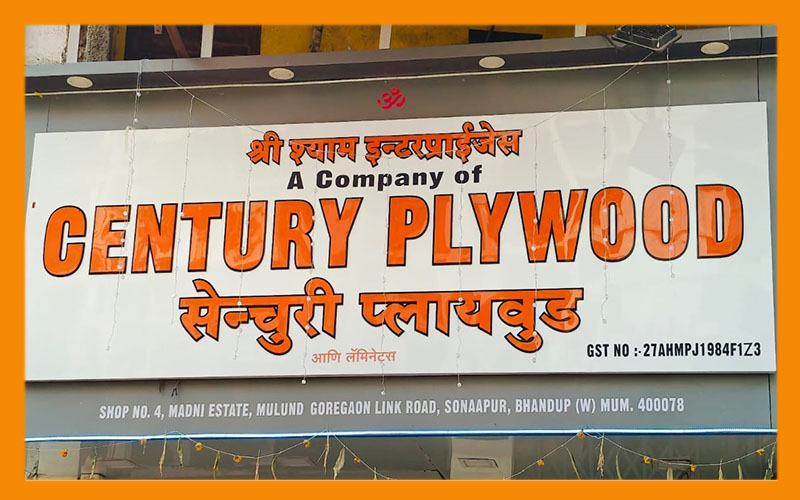 ॐ
श्री श्याम इन्टरप्राईजेस
A Company of
CENTURY PLYWOOD
सेन्चुरी प्लायवुड
आणि लॅमिनेटस
GST NO :-27AHMPJ1984F1Z3
SHOP NO. 4, MADNI ESTATE, MULUND GOREGAON LINK ROAD, SONAAPUR, BHANDUP (W) MUM. 400078